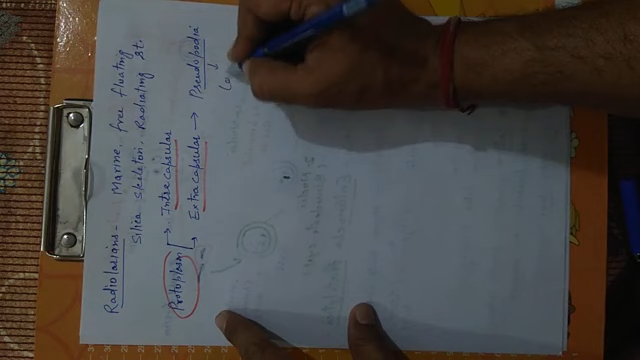 Radiolarians - Marine, free floating
Silica skeleton, Radiating st.
Protoplasm → Intracapsular
→ Extracapsular → Pseudopodia
↓